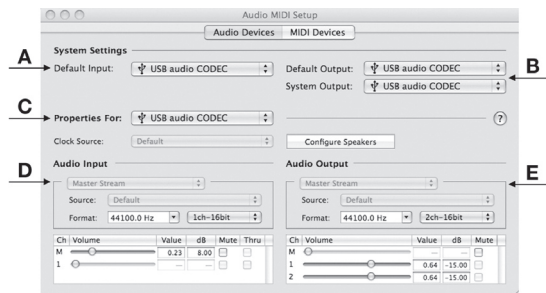 Audio MIDI Setup
Audio Devices MIDI Devices
System Settings
A
Default Input: USB audio CODEC
Default Output: USB audio CODEC
B
System Output: USB audio CODEC
C
Properties For: USB audio CODEC ?
Clock Source: Default Configure Speakers
Audio Input
Audio Output
D
Master Stream
Master Stream
E
Source: Default
Source: Default
Format: 44100.0 Hz 1ch-16bit
Format: 44100.0 Hz 2ch-16bit
Ch Volume Value dB Mute Thru
M 0.23 8.00
1 — —
Ch Volume Value dB Mute
M — —
1 0.64 -15.00
2 0.64 -15.00